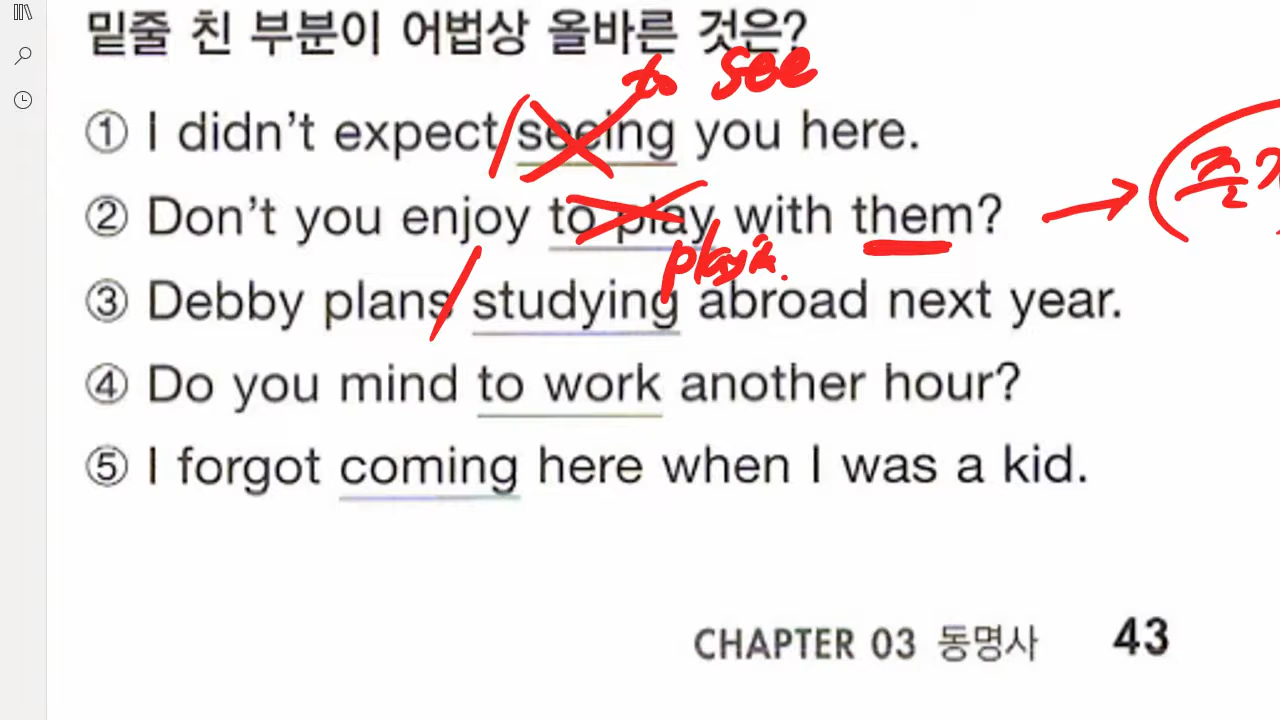 밑줄 친 부분이 어법상 올바른 것은?
to see
① I didn't expect seeing you here.
② Don't you enjoy to play with them?
③ Debby plans studying abroad next year.
④ Do you mind to work another hour?
⑤ I forgot coming here when I was a kid.
CHAPTER 03 동명사 43